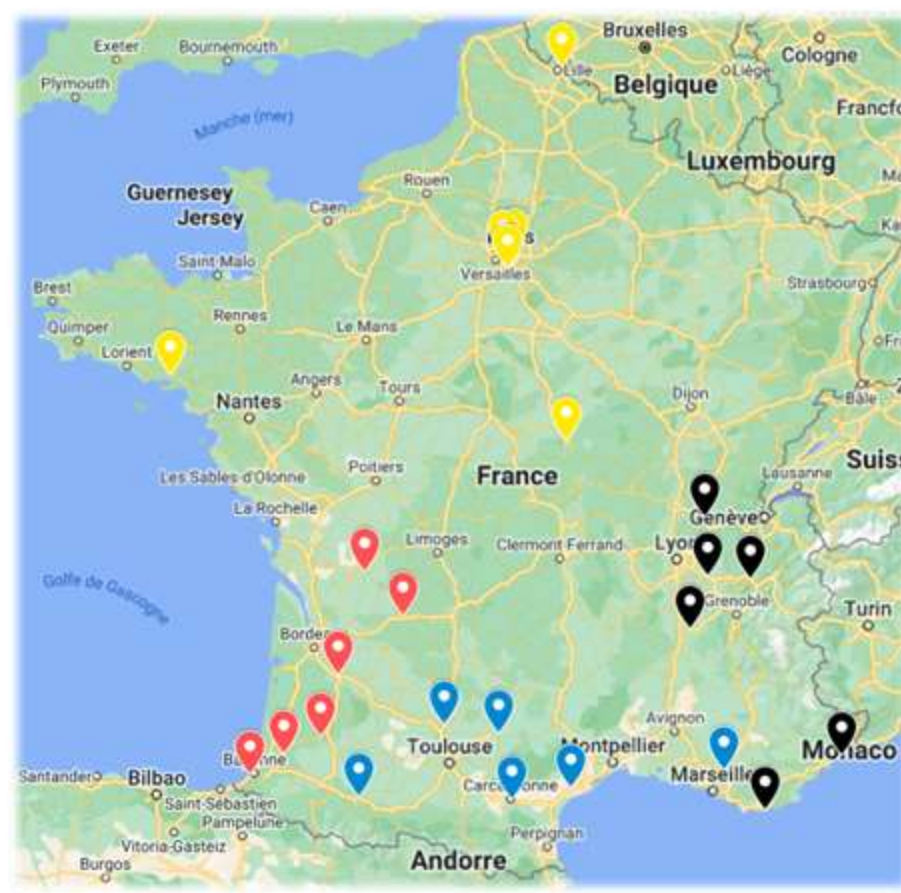 Exeter
Bournemouth
Bruxelles
Cologne
Plymouth
Lille
Liège
Belgique
Francfo
Manche (mer)
Luxembourg
Rouen
Guernesey
Jersey
Caen
Saint-Malo
Versailles
Strasbourg
Brest
Rennes
Quimper
Le Mans
Lorient
Angers
Tours
Dijon
Bâle
Nantes
Poitiers
France
Lausanne
Suiss
Les Sables-d'Olonne
La Rochelle
Genève
Limoges
Clermont Ferrand
Lyon
Golfe de Gascogne
Grenoble
Turin
Borde
Avignon
Toulouse
Montpellier
Monaco
Santander
Bilbao
Marseille
Saint-Sébastien
Pampelune
Perpignan
Vitoria-Gasteiz
Burgos
Andorre